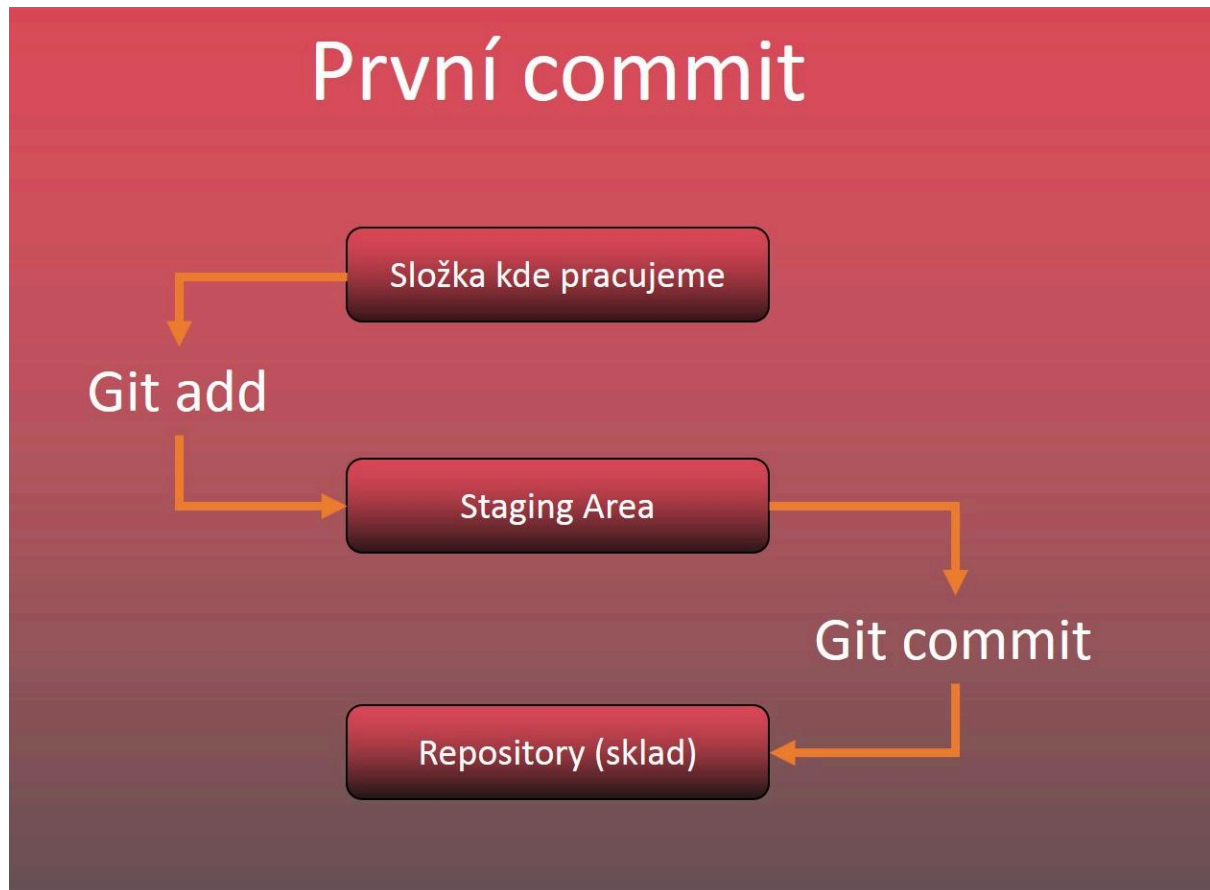 První commit
Složka kde pracujeme
Git add
Staging Area
Git commit
Repository (sklad)